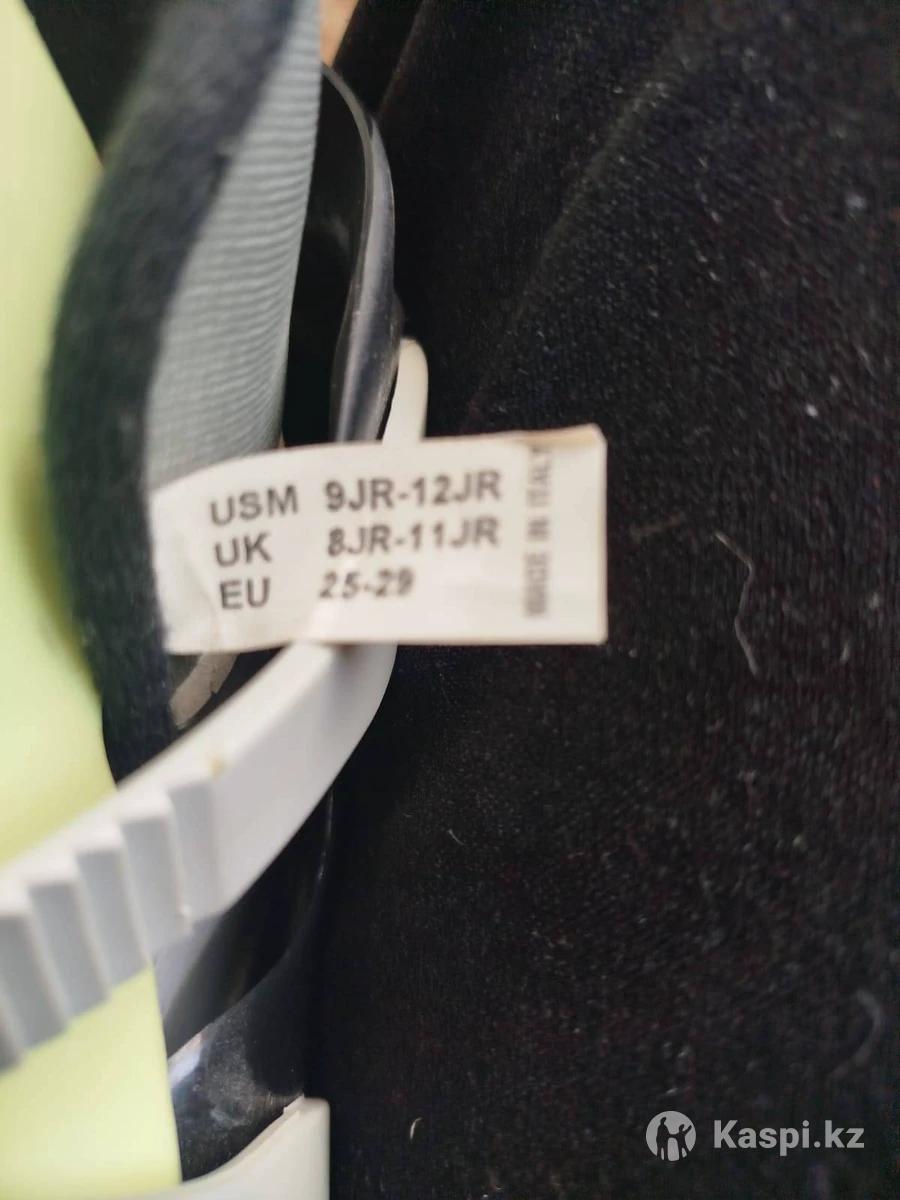 USM 9JR-12JR
UK 8JR-11JR
EU 25-29
MADE IN ITALY
Kaspi.kz